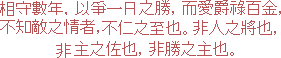 相守數年，以爭一日之勝，而愛爵祿百金，
不知敵之情者，不仁之至也。非人之將也，
非主之佐也，非勝之主也。